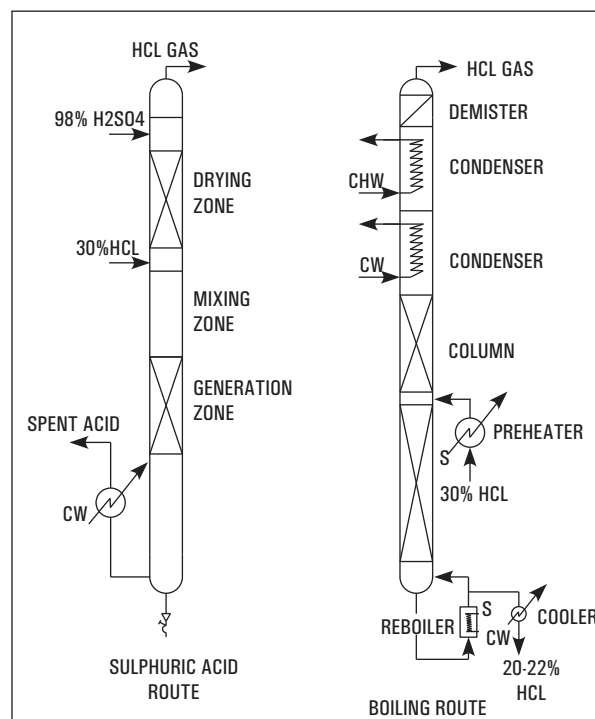 HCL GAS
98% H2SO4
DRYING
ZONE
30%HCL
MIXING
ZONE
GENERATION
ZONE
SPENT ACID
CW
SULPHURIC ACID
ROUTE
HCL GAS
DEMISTER
CONDENSER
CHW
CONDENSER
CW
COLUMN
PREHEATER
S
30% HCL
REBOILER
S
CW
COOLER
20-22%
HCL
BOILING ROUTE